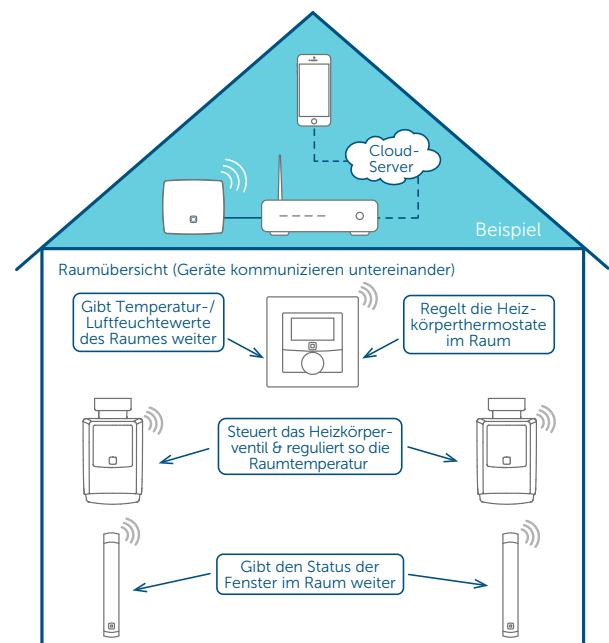 Cloud-
Server
Beispiel
Raumübersicht (Geräte kommunizieren untereinander)
Gibt Temperatur-/
Luftfeuchtewerte
des Raumes weiter
Regelt die Heiz-
körperthermostate
im Raum
Steuert das Heizkörper-
ventil & reguliert so die
Raumtemperatur
Gibt den Status der
Fenster im Raum weiter